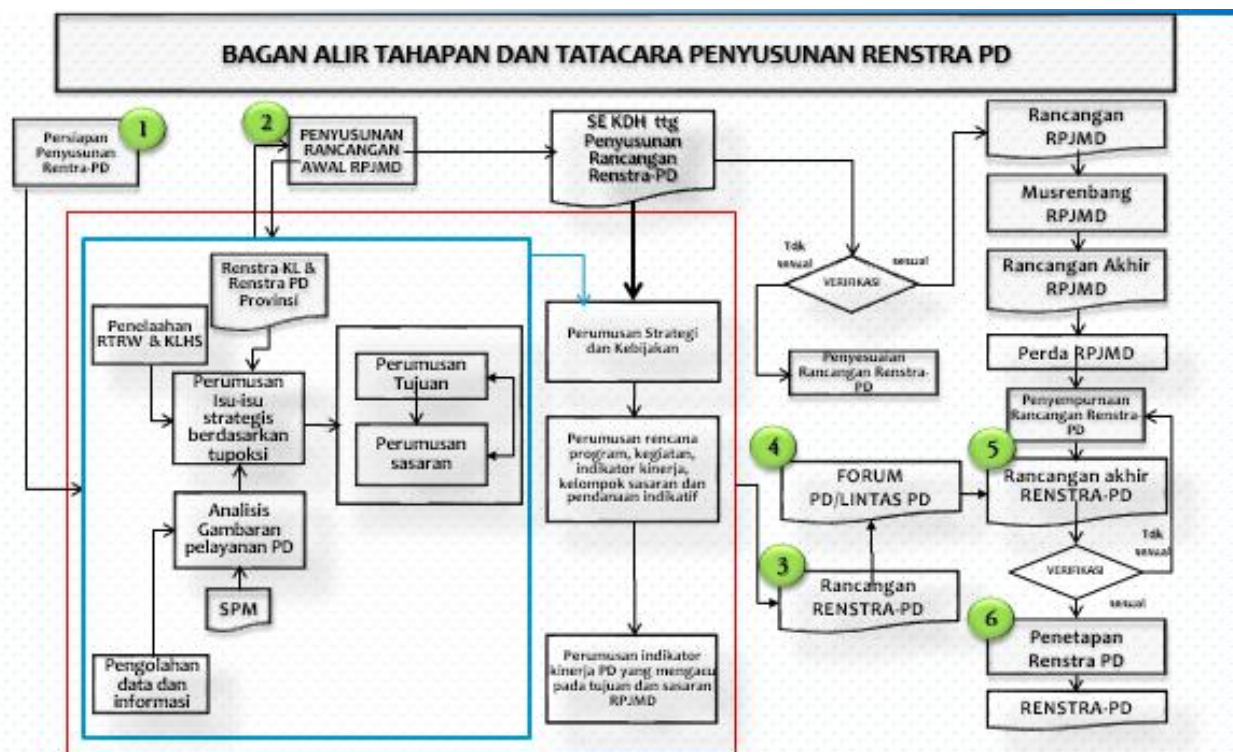 BAGAN ALIR TAHAPAN DAN TATACARA PENYUSUNAN RENSTRA PD
1
Persiapan
Penyusunan
Rentra-PD
2
PENYUSUNAN
RANCANGAN
AWAL RPJMD
SE KDH ttg
Penyusunan
Rancangan
Renstra-PD
Rancangan
RPJMD
Musrenbang
RPJMD
Rancangan Akhir
RPJMD
Perda RPJMD
Penyempurnaan
Rancangan Renstra-
PD
Tdk
sesuai
sesuai
VERIFIKASI
Penyesuaian
Rancangan Renstra-
PD
Renstra-KL &
Renstra PD
Provinsi
Penelaahan
RTRW & KLHS
Perumusan
Isu-isu
strategis
berdasarkan
tupoksi
Perumusan
Tujuan
Perumusan
sasaran
Analisis
Gambaran
pelayanan PD
SPM
Pengolahan
data dan
informasi
Perumusan Strategi
dan Kebijakan
Perumusan rencana
program, kegiatan,
indikator kinerja,
kelompok sasaran dan
pendanaan indikatif
Perumusan indikator
kinerja PD yang mengacu
pada tujuan dan sasaran
RPJMD
3
Rancangan
RENSTRA-PD
4
FORUM
PD/LINTAS PD
5
Rancangan akhir
RENSTRA-PD
Tdk
sesuai
VERIFIKASI
sesuai
6
Penetapan
Renstra PD
RENSTRA-PD